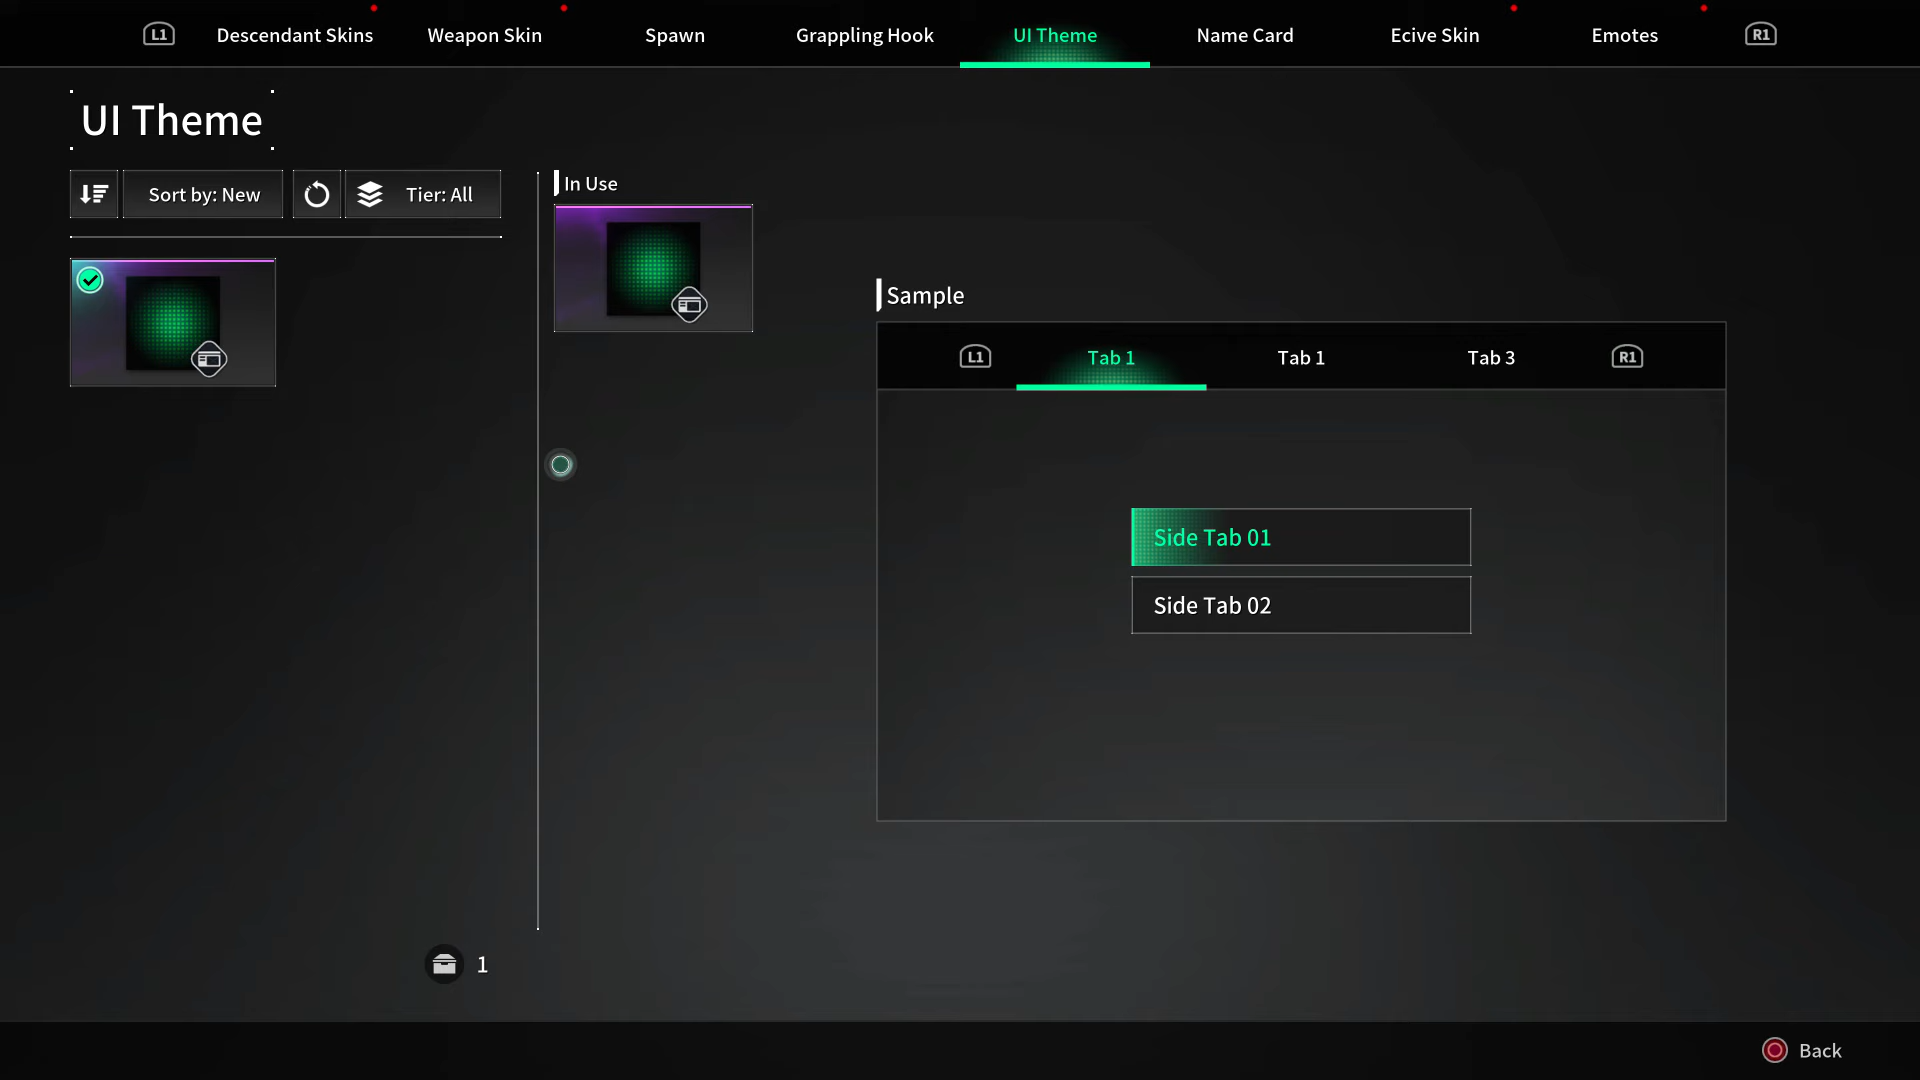 L1 Descendant Skins Weapon Skin Spawn Grappling Hook UI Theme Name Card Ecive Skin Emotes R1
UI Theme
Sort by: New Tier: All
In Use
Sample
L1 Tab 1 Tab 1 Tab 3 R1
Side Tab 01
Side Tab 02
1
Back